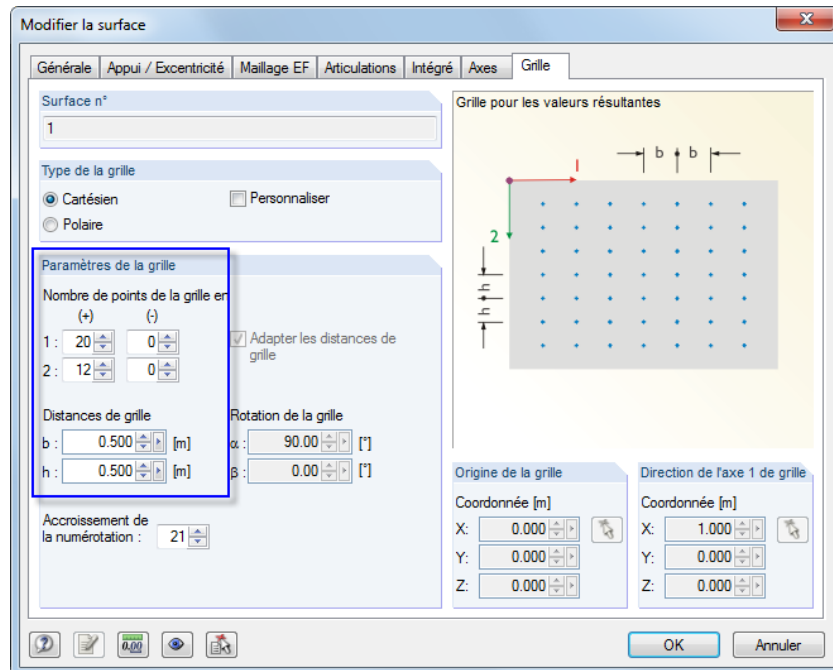 Modifier la surface
Générale Appui / Excentricité Maillage EF Articulations Intégré Axes Grille
Surface n°
1
Type de la grille
Cartésien
Personnaliser
Polaire
Paramètres de la grille
Nombre de points de la grille en
(+) (-)
1 : 20 0
2 : 12 0
Adapter les distances de
grille
Distances de grille
b : 0.500 [m]
h : 0.500 [m]
Rotation de la grille
α : 90.00 [°]
β : 0.00 [°]
Accroissement de
la numérotation : 21
Grille pour les valeurs résultantes
b b
1
2
h
h
Origine de la grille
Coordonnée [m]
X: 0.000
Y: 0.000
Z: 0.000
Direction de l'axe 1 de grille
Coordonnée [m]
X: 1.000
Y: 0.000
Z: 0.000
0.00
OK Annuler